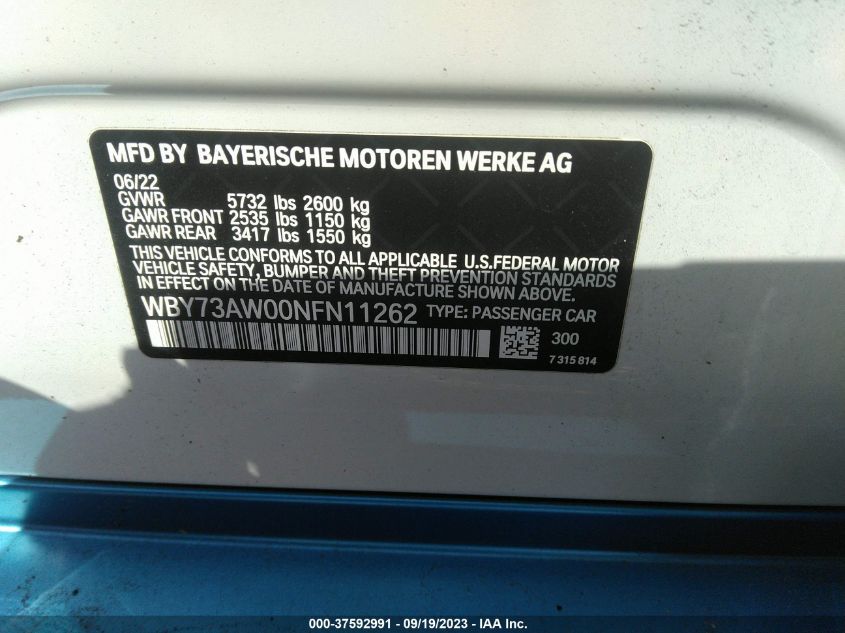 MFD BY BAYERISCHE MOTOREN WERKE AG
06/22
GVWR 5732 lbs 2600 kg
GAWR FRONT 2535 lbs 1150 kg
GAWR REAR 3417 lbs 1550 kg
THIS VEHICLE CONFORMS TO ALL APPLICABLE U.S.FEDERAL MOTOR
VEHICLE SAFETY, BUMPER AND THEFT PREVENTION STANDARDS
IN EFFECT ON THE DATE OF MANUFACTURE SHOWN ABOVE.
WBY73AW00NFN11262 TYPE: PASSENGER CAR
300
7315814
000-37592991 - 09/19/2023 - IAA Inc.